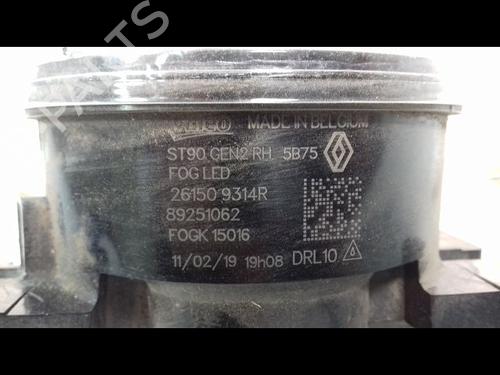 PARTS
Valeo MADE IN BELGIUM
ST90 GEN2 RH 5B75
FOG LED
26150 9314R
89251062
FOGK 15016
11/02/19 19h08 DRL10